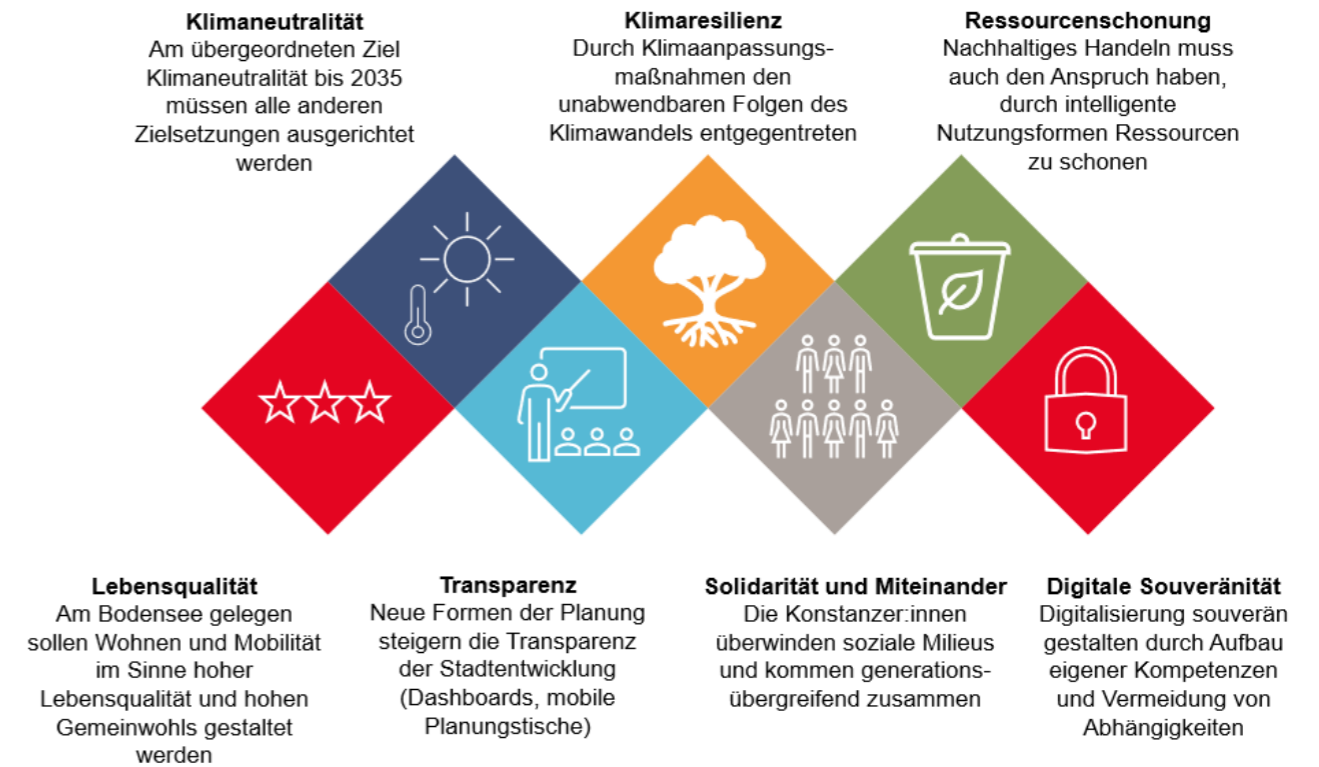 Klimaneutralität
Am übergeordneten Ziel
Klimaneutralität bis 2035
müssen alle anderen
Zielsetzungen ausgerichtet
werden
Klimaresilienz
Durch Klimaanpassungs-
maßnahmen den
unabwendbaren Folgen des
Klimawandels entgegentreten
Ressourcenschonung
Nachhaltiges Handeln muss
auch den Anspruch haben,
durch intelligente
Nutzungsformen Ressourcen
zu schonen
Lebensqualität
Am Bodensee gelegen
sollen Wohnen und Mobilität
im Sinne hoher
Lebensqualität und hohen
Gemeinwohls gestaltet
werden
Transparenz
Neue Formen der Planung
steigern die Transparenz
der Stadtentwicklung
(Dashboards, mobile
Planungstische)
Solidarität und Miteinander
Die Konstanzer:innen
überwinden soziale Milieus
und kommen generations-
übergreifend zusammen
Digitale Souveränität
Digitalisierung souverän
gestalten durch Aufbau
eigener Kompetenzen
und Vermeidung von
Abhängigkeiten